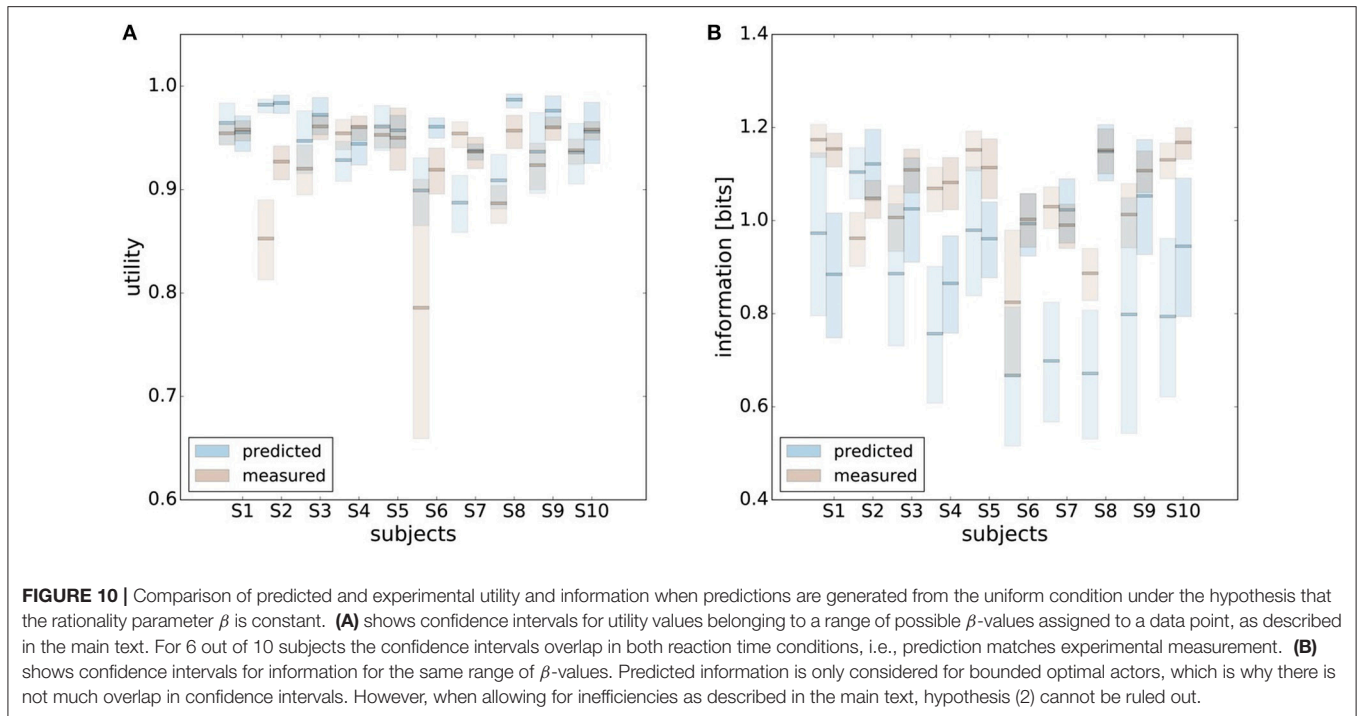 A
B
1.0
0.9
0.8
0.7
0.6
utility
predicted
measured
S1 S2 S3 S4 S5 S6 S7 S8 S9 S10
subjects
1.4
1.2
1.0
0.8
0.6
0.4
information [bits]
predicted
measured
S1 S2 S3 S4 S5 S6 S7 S8 S9 S10
subjects
FIGURE 10 | Comparison of predicted and experimental utility and information when predictions are generated from the uniform condition under the hypothesis that
the rationality parameter β is constant. (A) shows confidence intervals for utility values belonging to a range of possible β-values assigned to a data point, as described
in the main text. For 6 out of 10 subjects the confidence intervals overlap in both reaction time conditions, i.e., prediction matches experimental measurement. (B)
shows confidence intervals for information for the same range of β-values. Predicted information is only considered for bounded optimal actors, which is why there is
not much overlap in confidence intervals. However, when allowing for inefficiencies as described in the main text, hypothesis (2) cannot be ruled out.